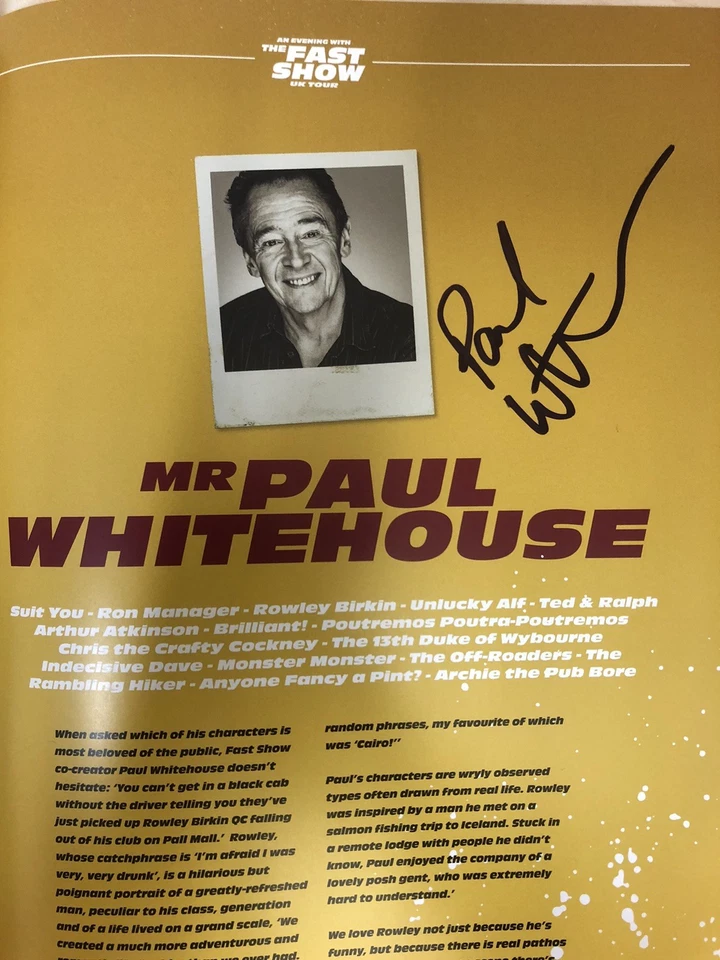 AN EVENING WITH
THE FAST
SHOW
UK TOUR
Paul
MR PAUL
WHITEHOUSE
Suit You - Ron Manager - Rowley Birkin - Unlucky Alf - Ted & Ralph
Arthur Atkinson - Brilliant! - Poutremos Poutra-Poutremos
Chris the Crafty Cockney - The 13th Duke of Wybourne
Indecisive Dave - Monster Monster - The Off-Roaders - The
Rambling Hiker - Anyone Fancy a Pint? - Archie the Pub Bore
When asked which of his characters is
most beloved of the public, Fast Show
co-creator Paul Whitehouse doesn't
hesitate: 'You can't get in a black cab
without the driver telling you they've
just picked up Rowley Birkin QC falling
out of his club on Pall Mall.' Rowley,
whose catchphrase is 'I'm afraid I was
very, very drunk', is a hilarious but
poignant portrait of a greatly-refreshed
man, peculiar to his class, generation
and of a life lived on a grand scale, 'We
created a much more adventurous and
random phrases, my favourite of which
was 'Cairo!''
Paul's characters are wryly observed
types often drawn from real life. Rowley
was inspired by a man he met on a
salmon fishing trip to Iceland. Stuck in
a remote lodge with people he didn't
know, Paul enjoyed the company of a
lovely posh gent, who was extremely
hard to understand.'
We love Rowley not just because he's
funny, but because there is real pathos